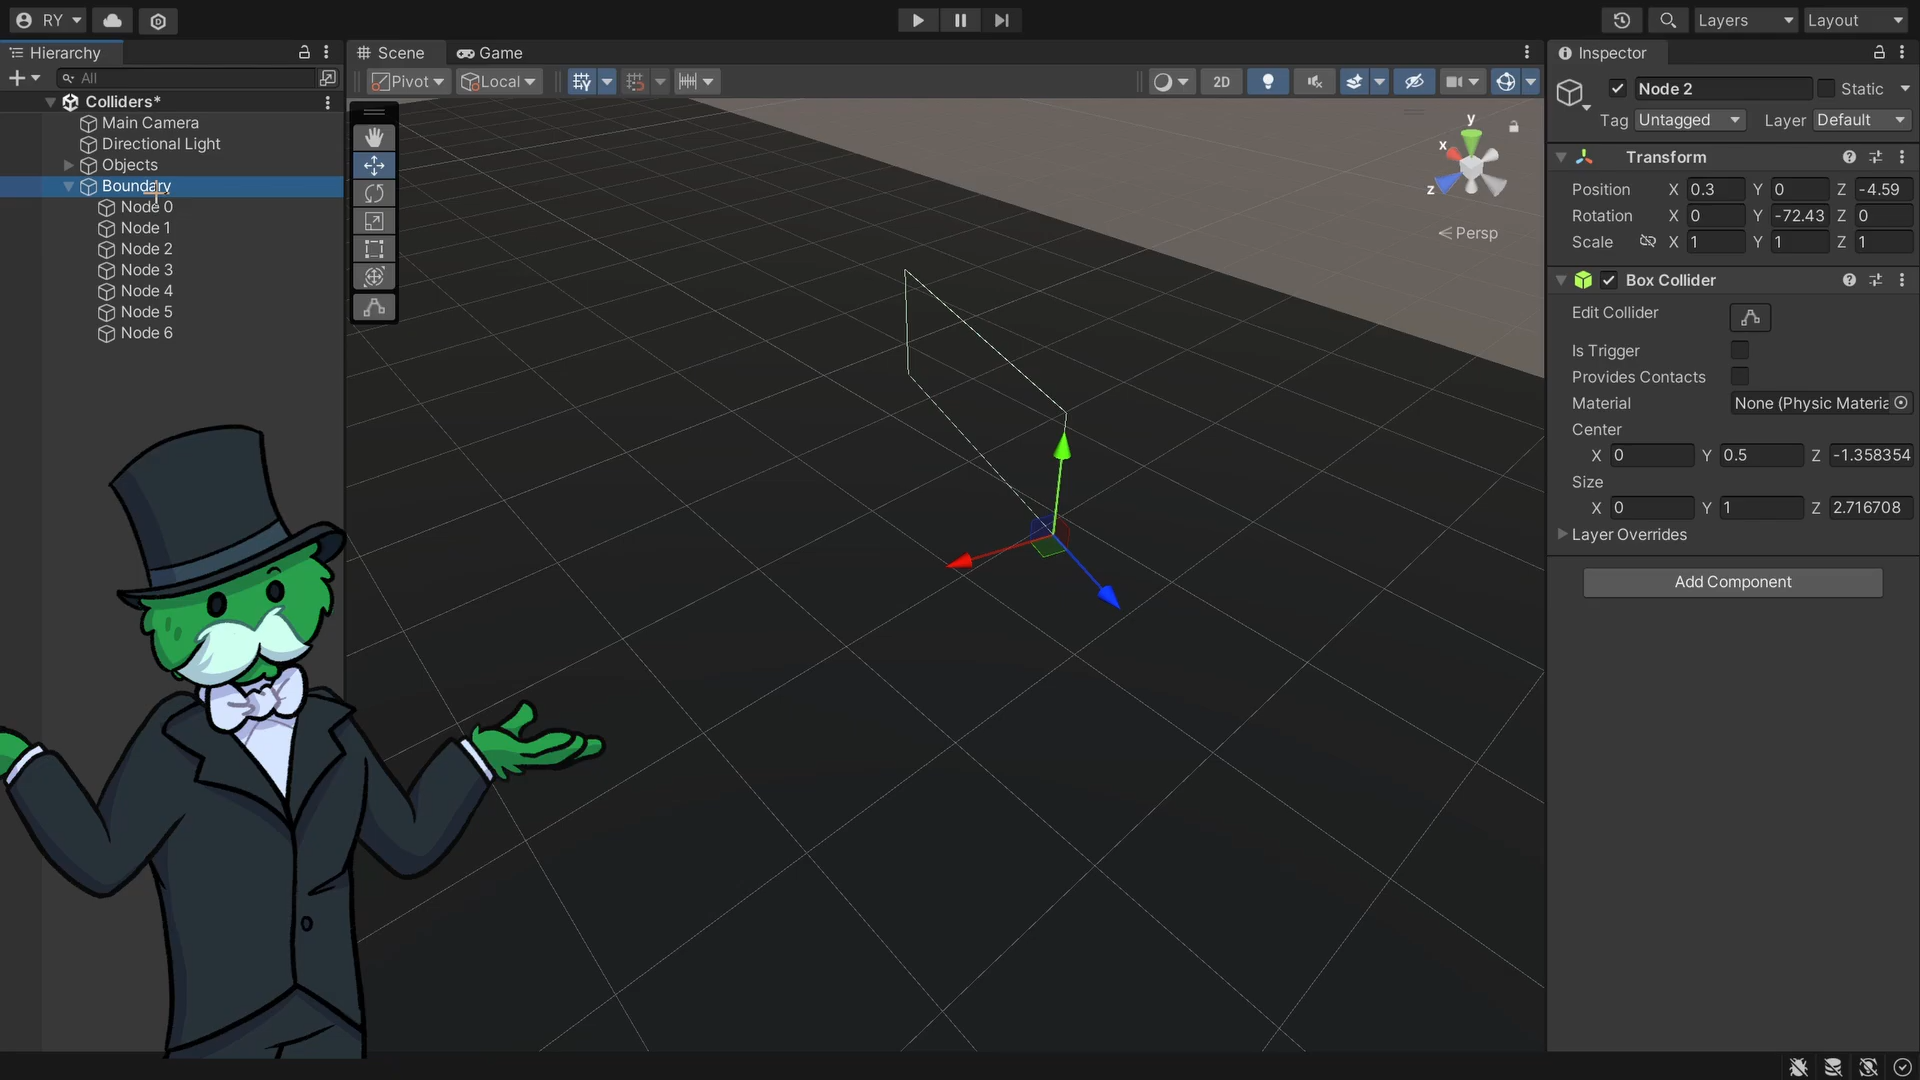 RY
Layers
Layout
Hierarchy
Scene
Game
Inspector
All
Pivot
Local
2D
Node 2
Static
Tag Untagged Layer Default
Colliders*
Main Camera
Directional Light
Objects
Boundary
Node 0
Node 1
Node 2
Node 3
Node 4
Node 5
Node 6
y
x
z
Persp
Transform
Position X 0.3 Y 0 Z -4.59
Rotation X 0 Y -72.43 Z 0
Scale X 1 Y 1 Z 1
Box Collider
Edit Collider
Is Trigger
Provides Contacts
Material None (Physic Materia
Center
X 0 Y 0.5 Z -1.358354
Size
X 0 Y 1 Z 2.716708
Layer Overrides
Add Component